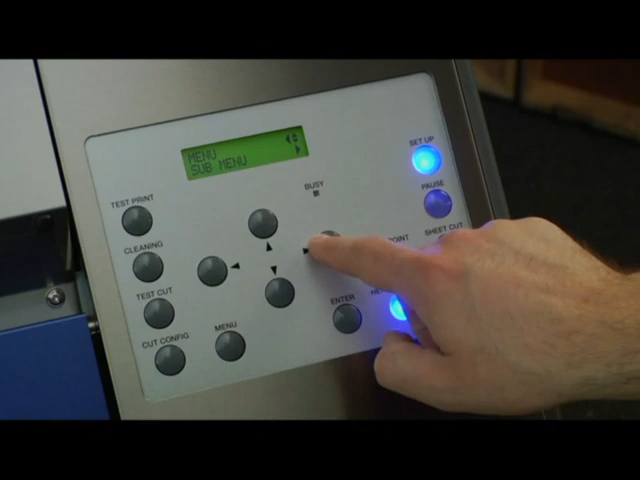 MENU
SUB MENU
SET UP
BUSY
PAUSE
TEST PRINT
SHEET CUT
CLEANING
TEST CUT
ENTER
MENU
CUT CONFIG